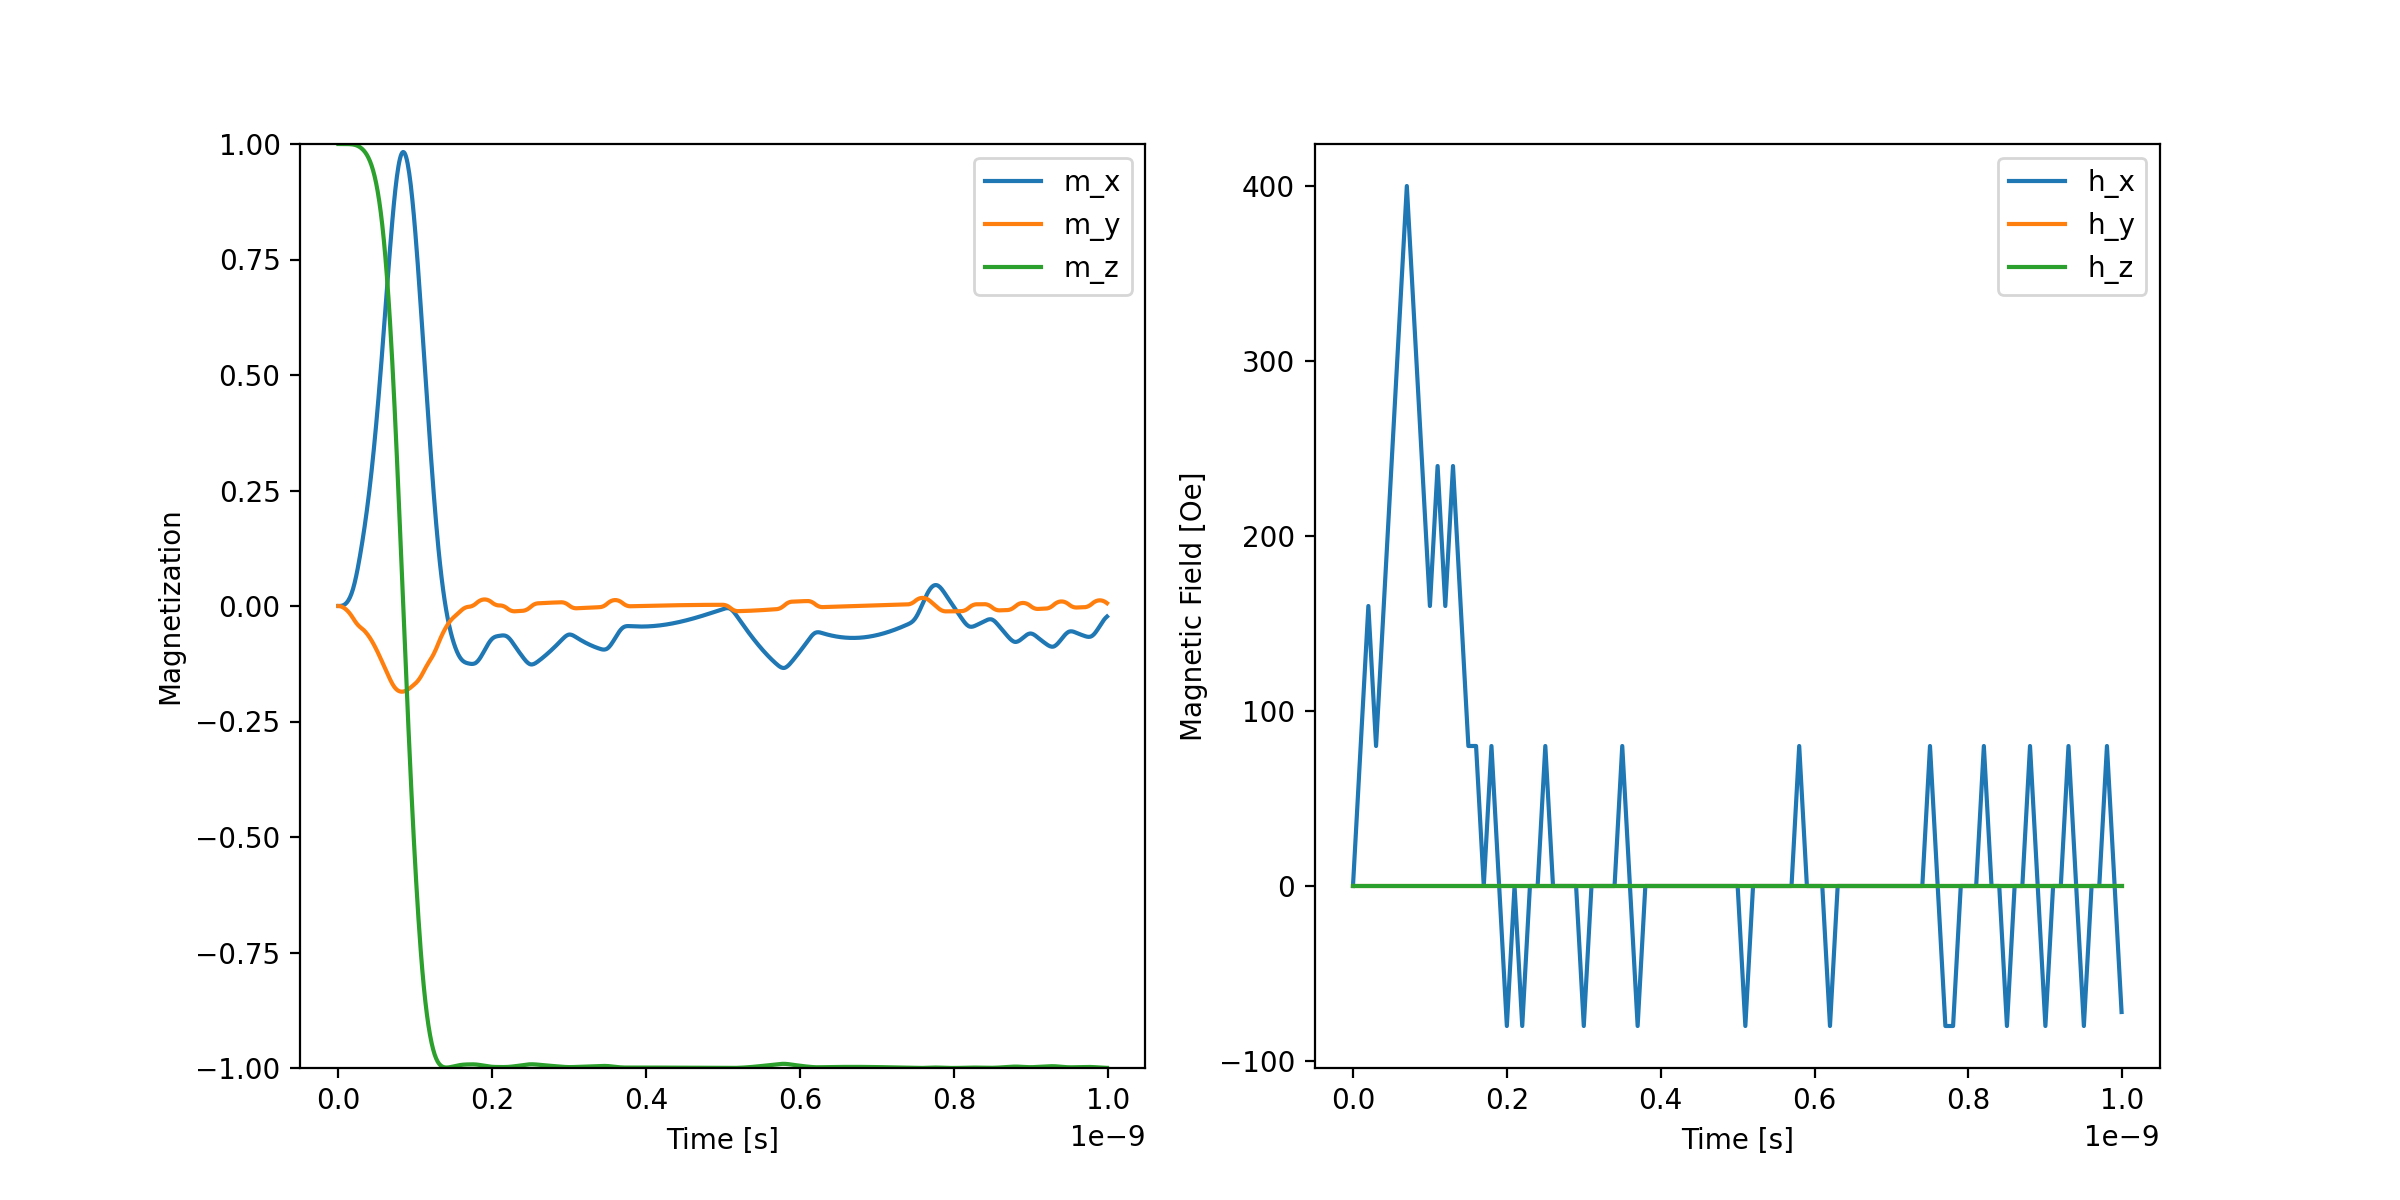 1.00
0.75
0.50
0.25
0.00
−0.25
−0.50
−0.75
−1.00
Magnetization
0.0 0.2 0.4 0.6 0.8 1.0
Time [s]
1e−9
m_x
m_y
m_z
400
300
200
100
0
−100
Magnetic Field [Oe]
0.0 0.2 0.4 0.6 0.8 1.0
Time [s]
1e−9
h_x
h_y
h_z